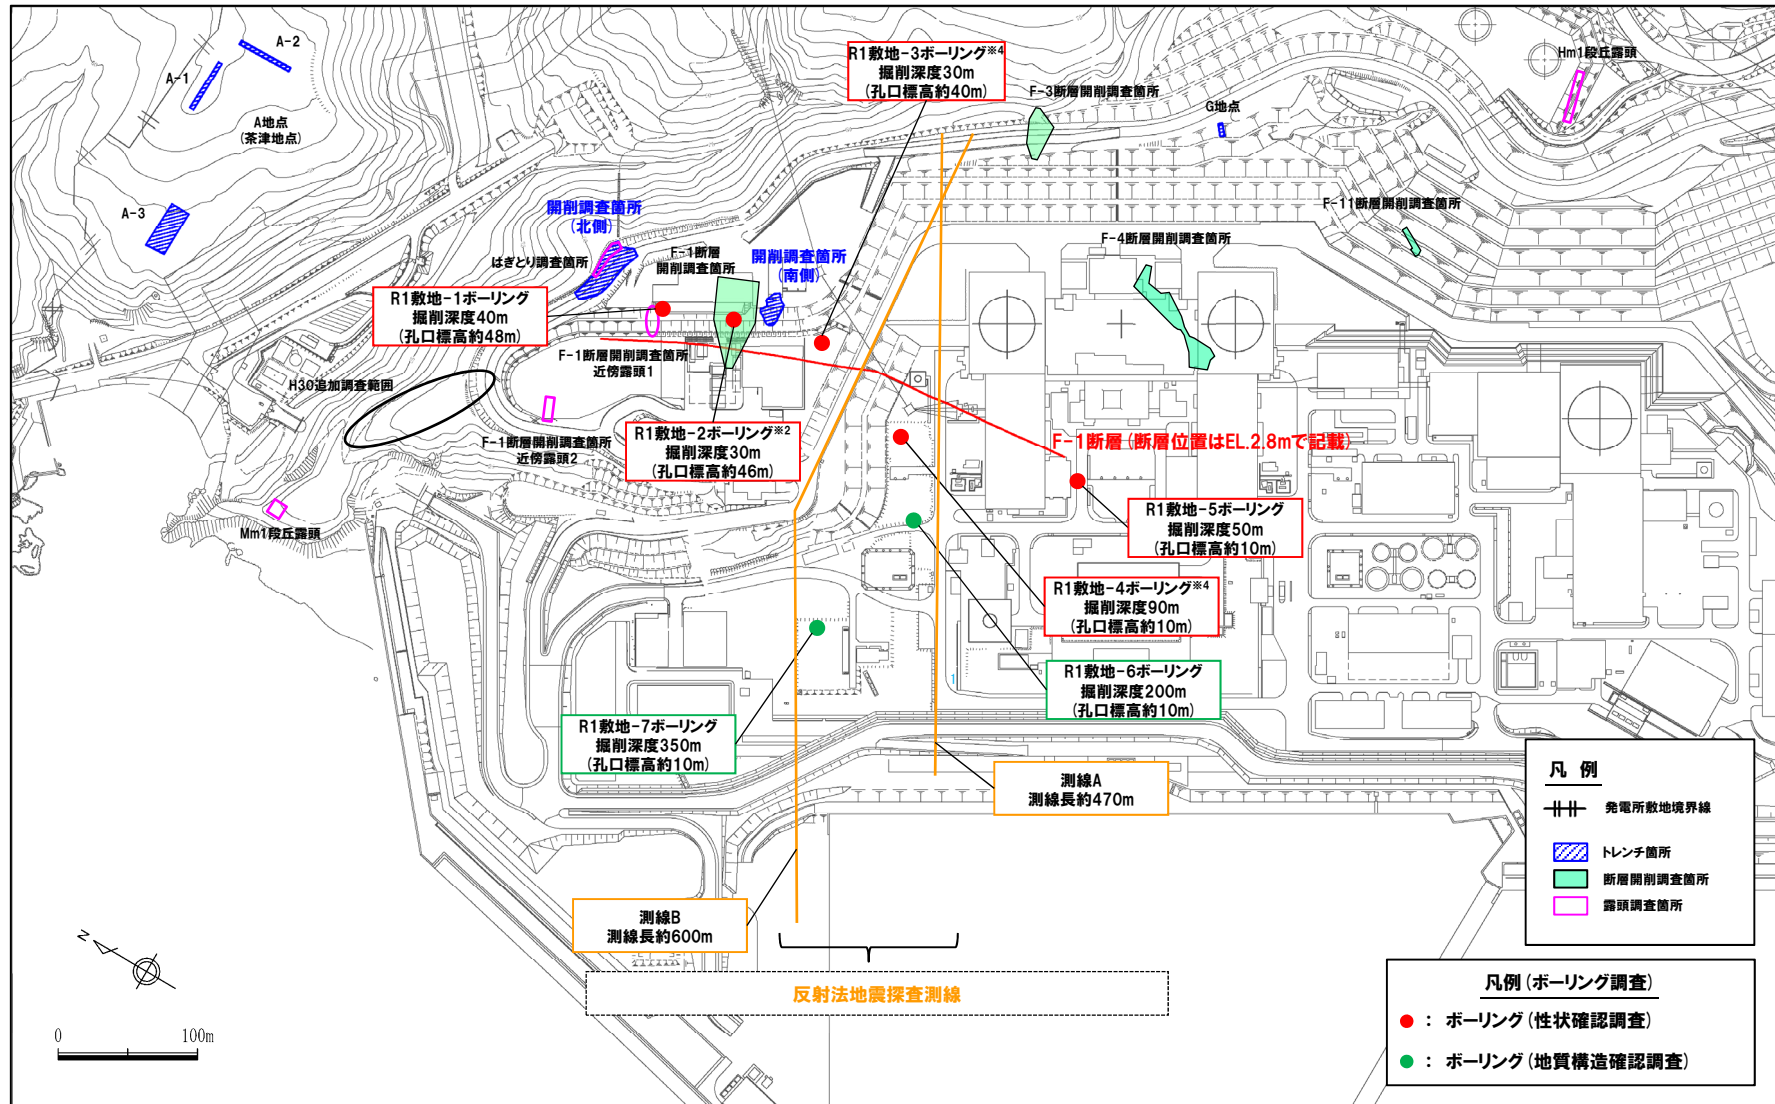 A-2
A-1
A地点
(茶津地点)
A-3
R1敷地-3ボーリング※4
掘削深度30m
(孔口標高約40m)
F-3断層開削調査箇所
G地点
Hm1段丘露頭
F-11断層開削調査箇所
F-4断層開削調査箇所
開削調査箇所
(北側)
はぎとり調査箇所
F-1断層
開削調査箇所
開削調査箇所
(南側)
R1敷地-1ボーリング
掘削深度40m
(孔口標高約48m)
F-1断層開削調査箇所
近傍露頭1
H30追加調査範囲
F-1断層開削調査箇所
近傍露頭2
R1敷地-2ボーリング※2
掘削深度30m
(孔口標高約46m)
F-1断層(断層位置はEL.2.8mで記載)
Mm1段丘露頭
R1敷地-5ボーリング
掘削深度50m
(孔口標高約10m)
R1敷地-4ボーリング※4
掘削深度90m
(孔口標高約10m)
R1敷地-6ボーリング
掘削深度200m
(孔口標高約10m)
R1敷地-7ボーリング
掘削深度350m
(孔口標高約10m)
測線A
測線長約470m
測線B
測線長約600m
反射法地震探査測線
N
0 100m
凡 例
発電所敷地境界線
トレンチ箇所
断層開削調査箇所
露頭調査箇所
凡例(ボーリング調査)
： ボーリング(性状確認調査)
： ボーリング(地質構造確認調査)